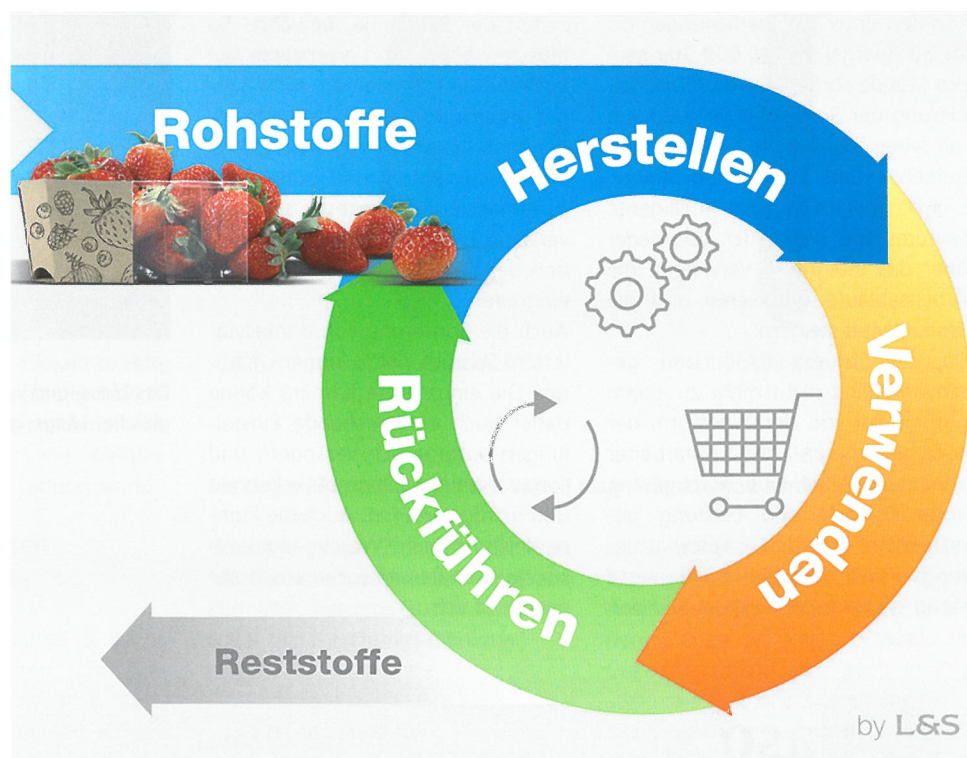 Rohstoffe
Herstellen
Verwenden
Rückführen
Reststoffe
by L&S